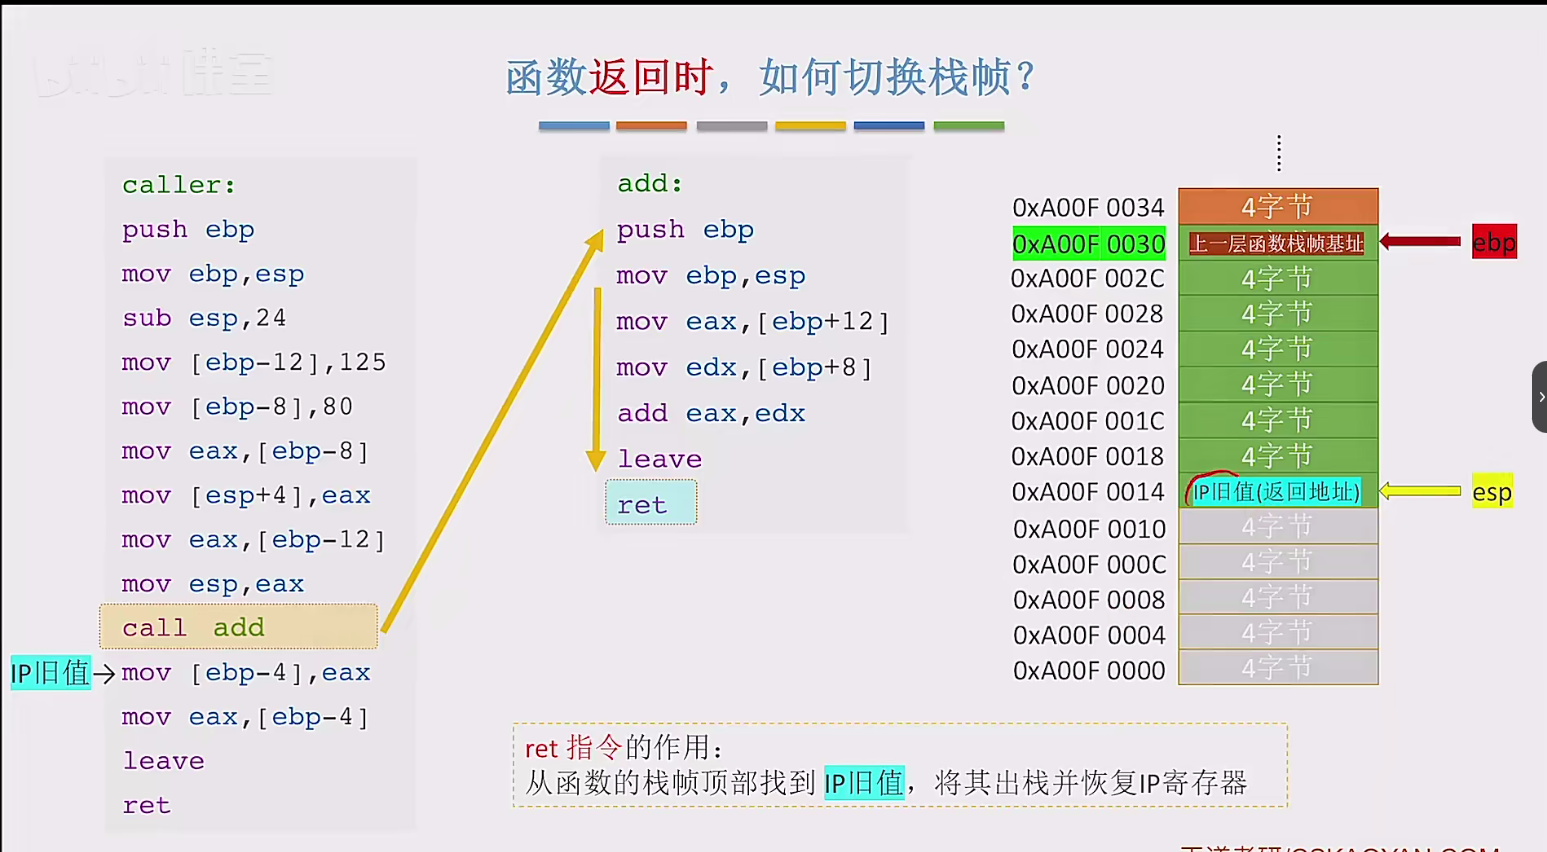 函数返回时，如何切换栈帧？
caller:
push ebp
mov ebp,esp
sub esp,24
mov [ebp-12],125
mov [ebp-8],80
mov eax,[ebp-8]
mov [esp+4],eax
mov eax,[ebp-12]
mov esp,eax
call add
IP旧值→mov [ebp-4],eax
mov eax,[ebp-4]
leave
ret
add:
push ebp
mov ebp,esp
mov eax,[ebp+12]
mov edx,[ebp+8]
add eax,edx
leave
ret
0xA00F 0034 4字节
0xA00F 0030 上一层函数栈帧基址 ebp
0xA00F 002C 4字节
0xA00F 0028 4字节
0xA00F 0024 4字节
0xA00F 0020 4字节
0xA00F 001C 4字节
0xA00F 0018 4字节
0xA00F 0014 IP旧值(返回地址) esp
0xA00F 0010 4字节
0xA00F 000C 4字节
0xA00F 0008 4字节
0xA00F 0004 4字节
0xA00F 0000 4字节
ret 指令的作用：
从函数的栈帧顶部找到 IP旧值，将其出栈并恢复IP寄存器